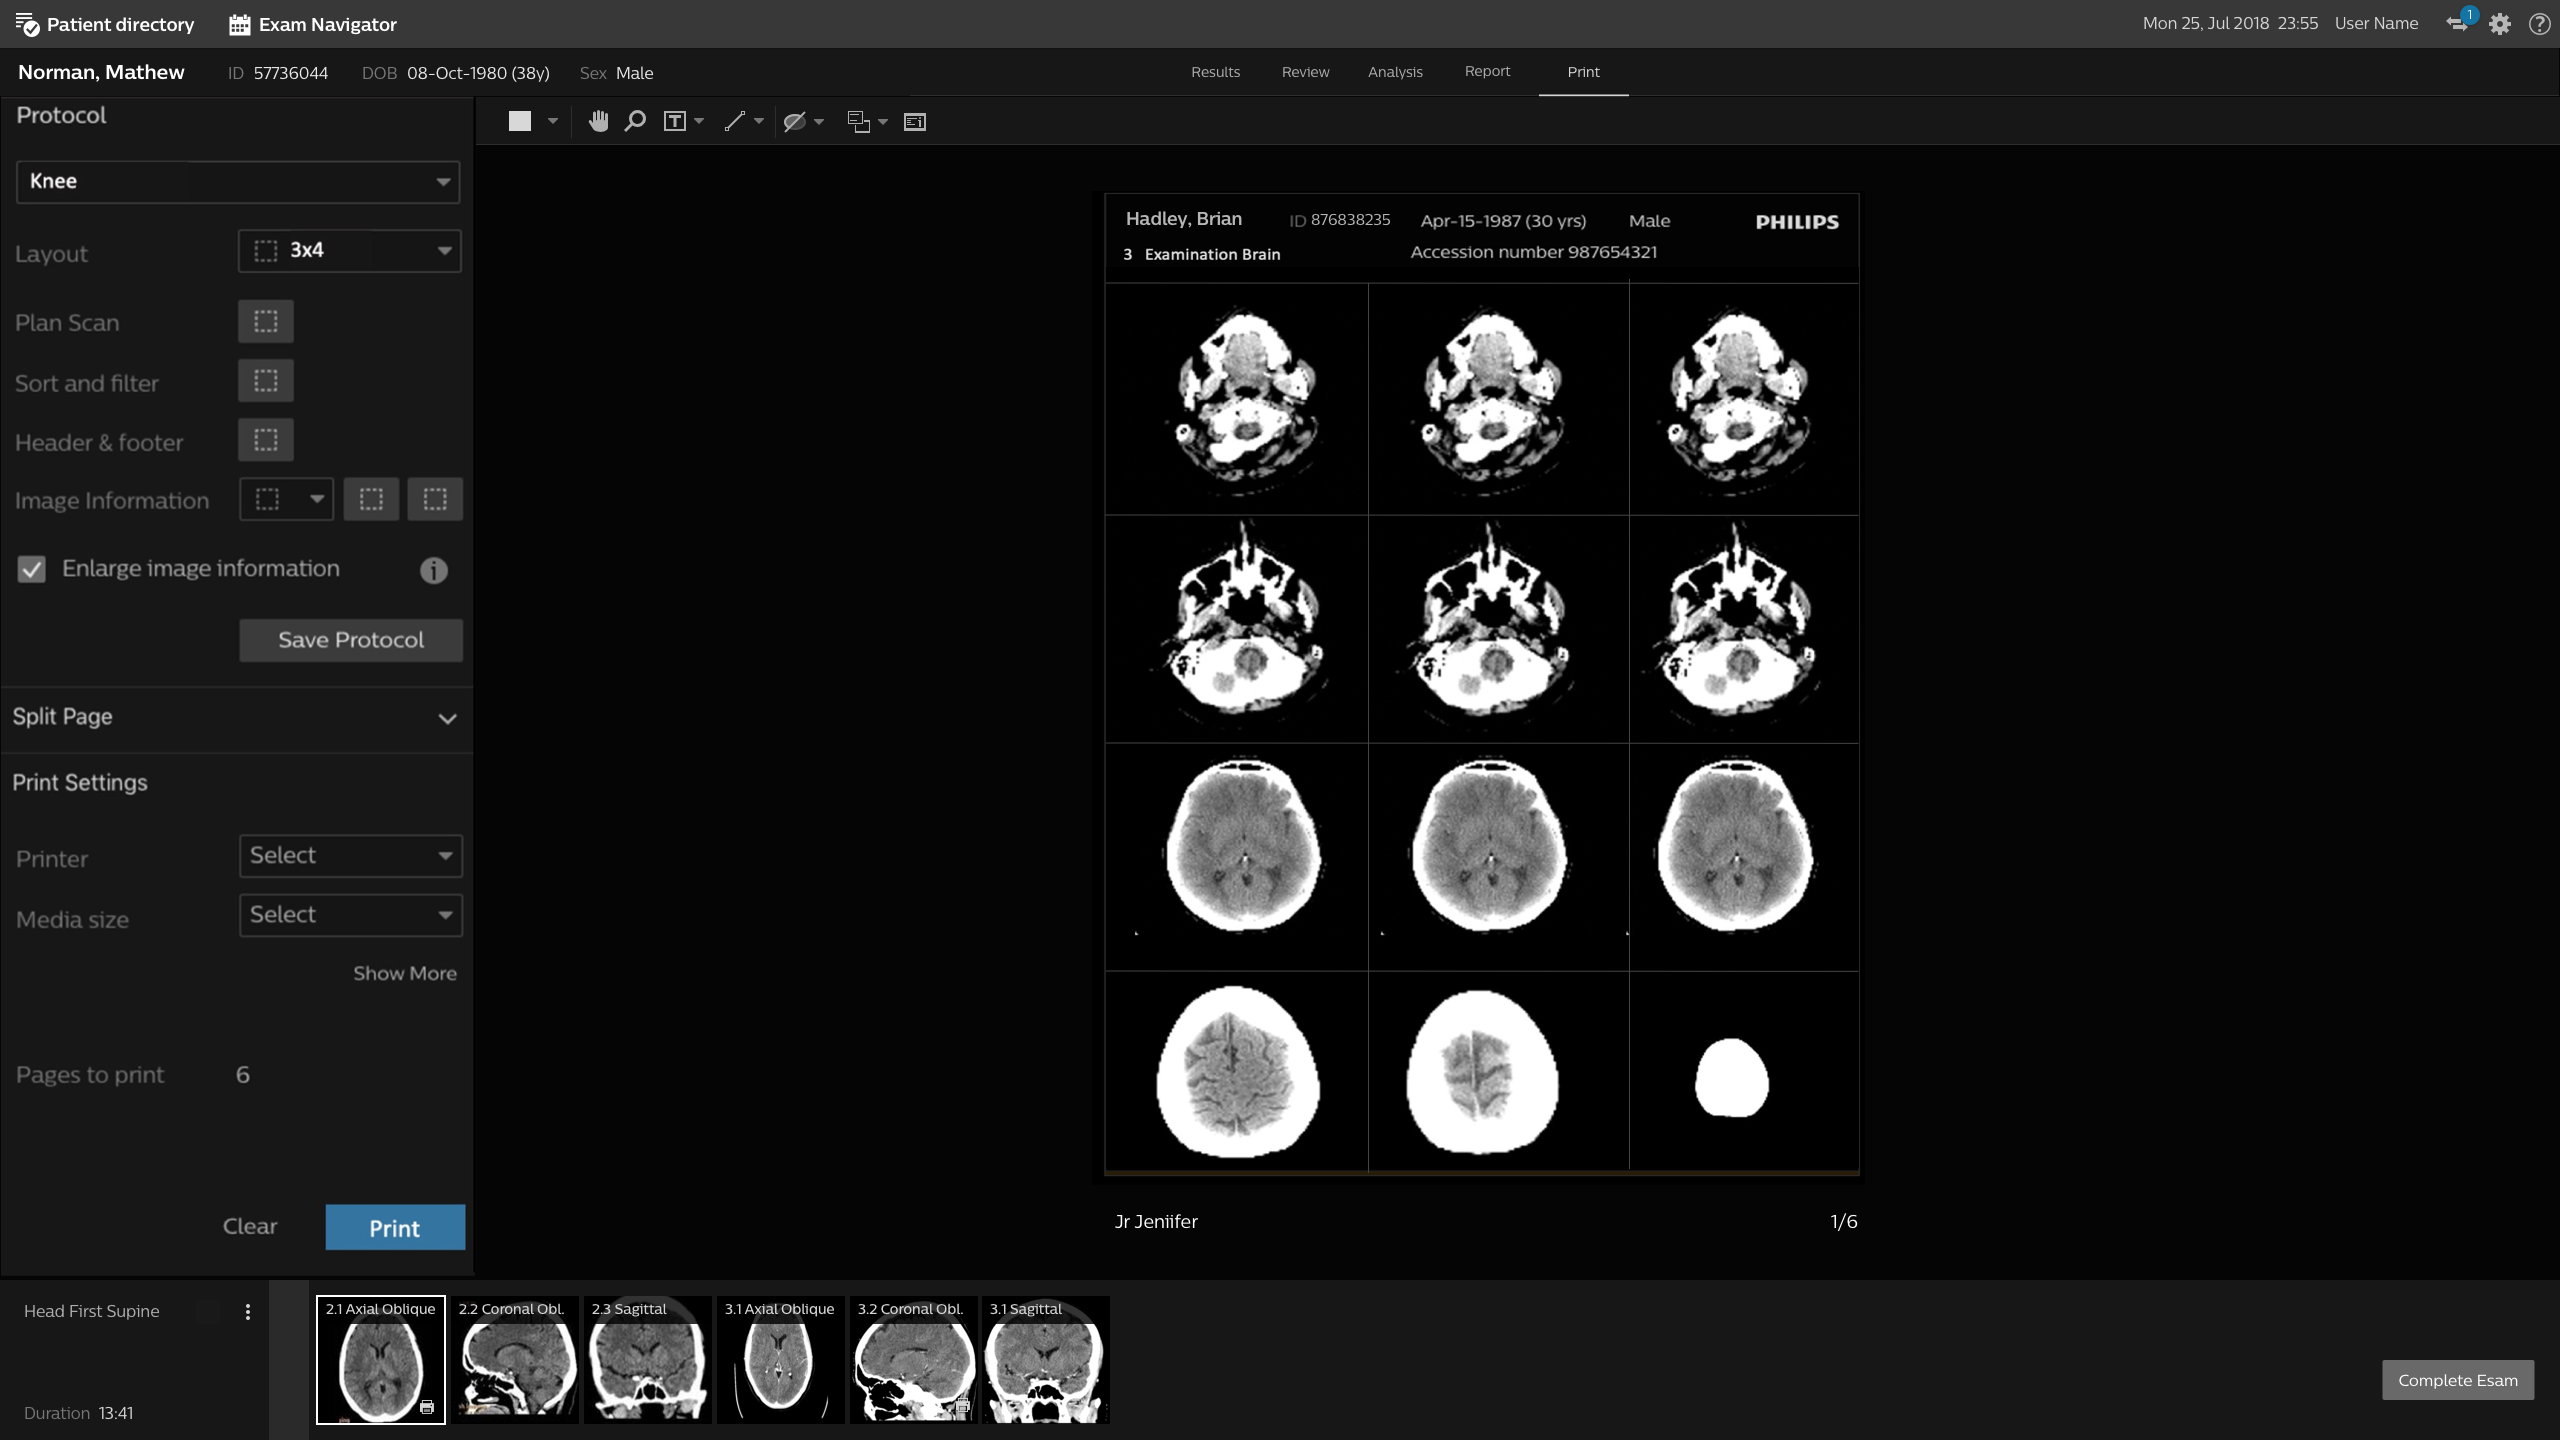 Patient directory Exam Navigator Mon 25, Jul 2018 23:55 User Name 1
Norman, Mathew ID 57736044 DOB 08-Oct-1980 (38y) Sex Male Results Review Analysis Report Print
Protocol
Knee
Layout 3x4
Plan Scan
Sort and filter
Header & footer
Image Information
Enlarge image information
Save Protocol
Split Page
Print Settings
Printer Select
Media size Select
Show More
Pages to print 6
Clear Print
Hadley, Brian ID 876838235 Apr-15-1987 (30 yrs) Male PHILIPS
3 Examination Brain Accession number 987654321
Jr Jeniifer 1/6
Head First Supine
Duration 13:41
2.1 Axial Oblique 2.2 Coronal Obl. 2.3 Sagittal 3.1 Axial Oblique 3.2 Coronal Obl. 3.1 Sagittal
Complete Esam